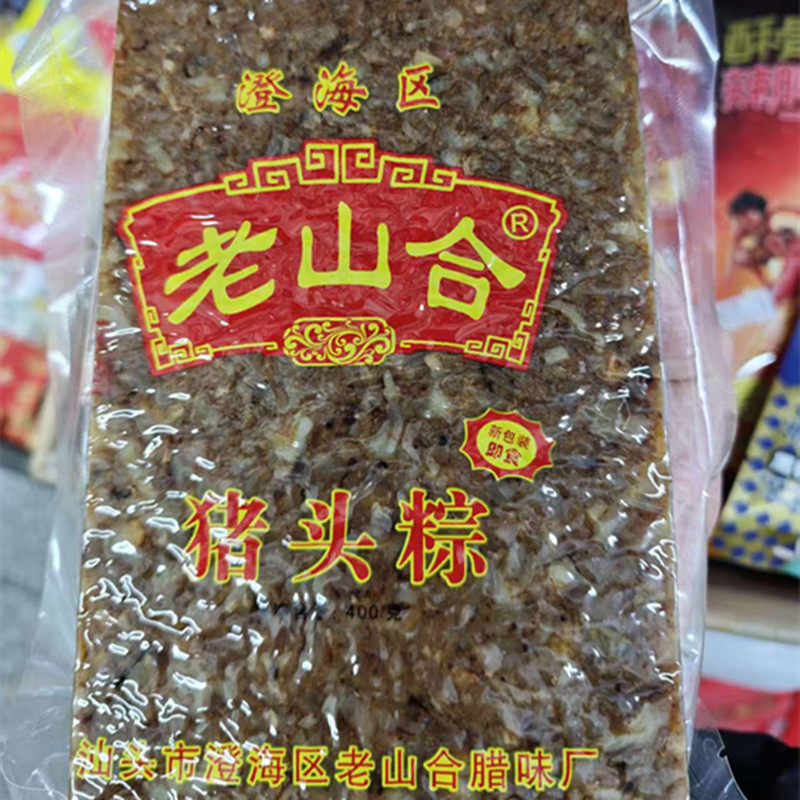 澄海区
老山合®
新包装
即食
猪头粽
400克
汕头市澄海区老山合腊味厂